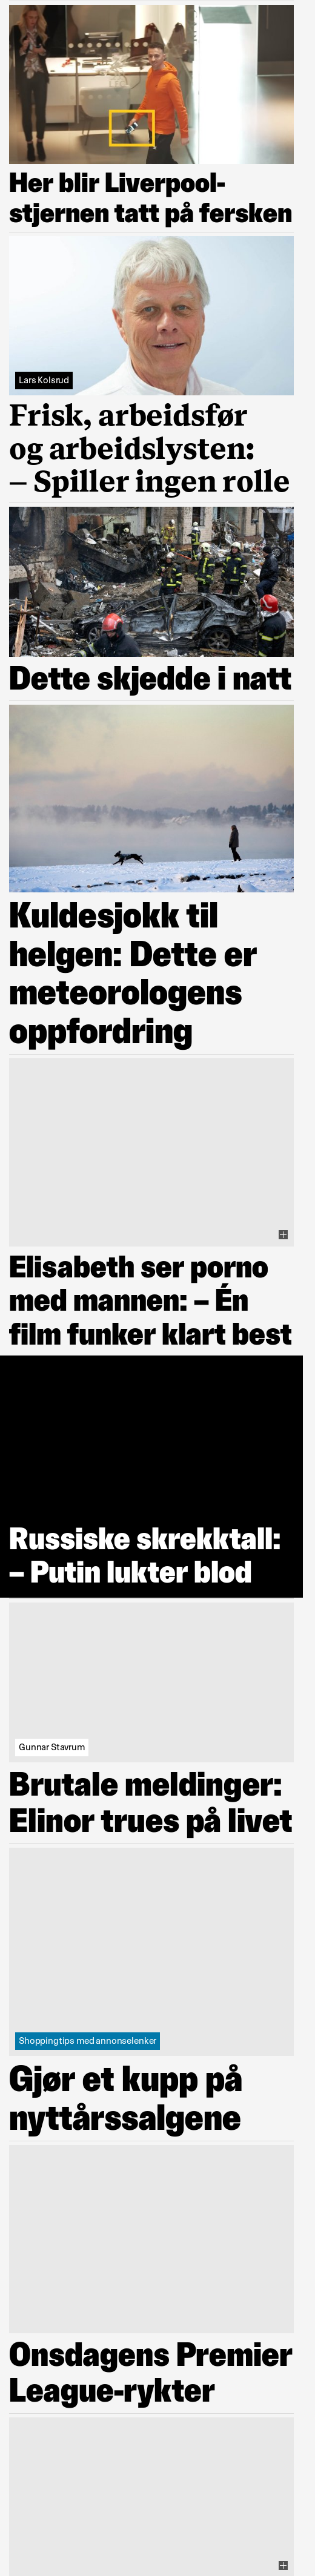 Her blir Liverpool-
stjernen tatt på fersken
Lars Kolsrud
Frisk, arbeidsfør
og arbeidslysten:
– Spiller ingen rolle
Dette skjedde i natt
Kuldesjokk til
helgen: Dette er
meteorologens
oppfordring
Elisabeth ser porno
med mannen: – Én
film funker klart best
Russiske skrekktall:
– Putin lukter blod
Gunnar Stavrum
Brutale meldinger:
Elinor trues på livet
Shoppingtips med annonselenker
Gjør et kupp på
nyttårssalgene
Onsdagens Premier
League-rykter